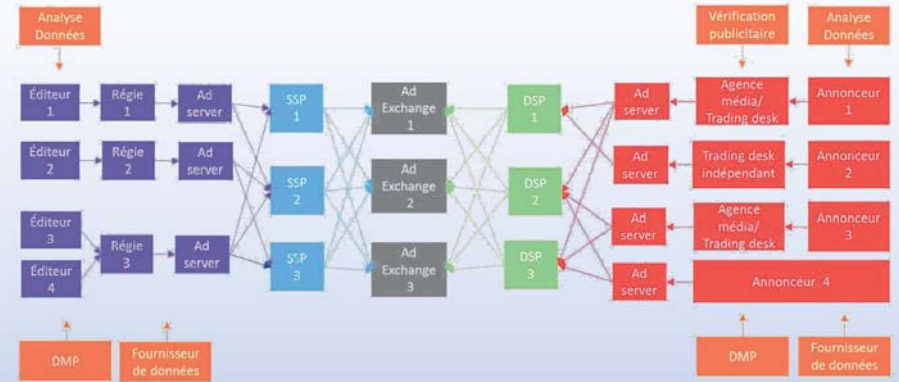 Analyse
Données
Vérification
publicitaire
Analyse
Données
Éditeur
1
Régie
1
Ad
server
SSP
1
Ad
Exchange
1
DSP
1
Ad
server
Agence
média/
Trading desk
Annonceur
1
Éditeur
2
Régie
2
Ad
server
SSP
2
Ad
Exchange
2
DSP
2
Ad
server
Trading desk
indépendant
Annonceur
2
Éditeur
3
Éditeur
4
Régie
3
Ad
server
SSP
3
Ad
Exchange
3
DSP
3
Ad
server
Agence
média/
Trading desk
Annonceur
3
Ad
server
Annonceur 4
DMP
Fournisseur
de données
DMP
Fournisseur
de données